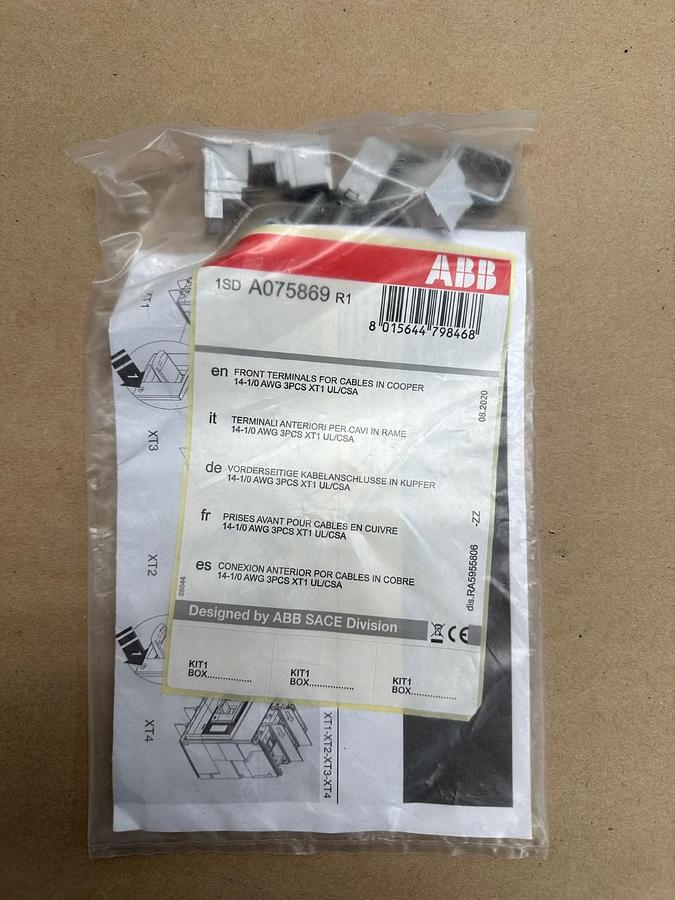 ABB
1SD A075869 R1
8 015644 798468
en FRONT TERMINALS FOR CABLES IN COOPER
14-1/0 AWG 3PCS XT1 UL/CSA
08.2020
it TERMINALI ANTERIORI PER CAVI IN RAME
14-1/0 AWG 3PCS XT1 UL/CSA
de VORDERSEITIGE KABELANSCHLUSSE IN KUPFER
14-1/0 AWG 3PCS XT1 UL/CSA
fr PRISES AVANT POUR CABLES EN CUIVRE
14-1/0 AWG 3PCS XT1 UL/CSA
-ZZ
es CONEXION ANTERIOR POR CABLES IN COBRE
14-1/0 AWG 3PCS XT1 UL/CSA
dis.RA5955806
Designed by ABB SACE Division
CE
KIT1
BOX................
KIT1
BOX................
KIT1
BOX................
XT1
1
XT3
XT2
1
XT4
XT1-XT2-XT3-XT4